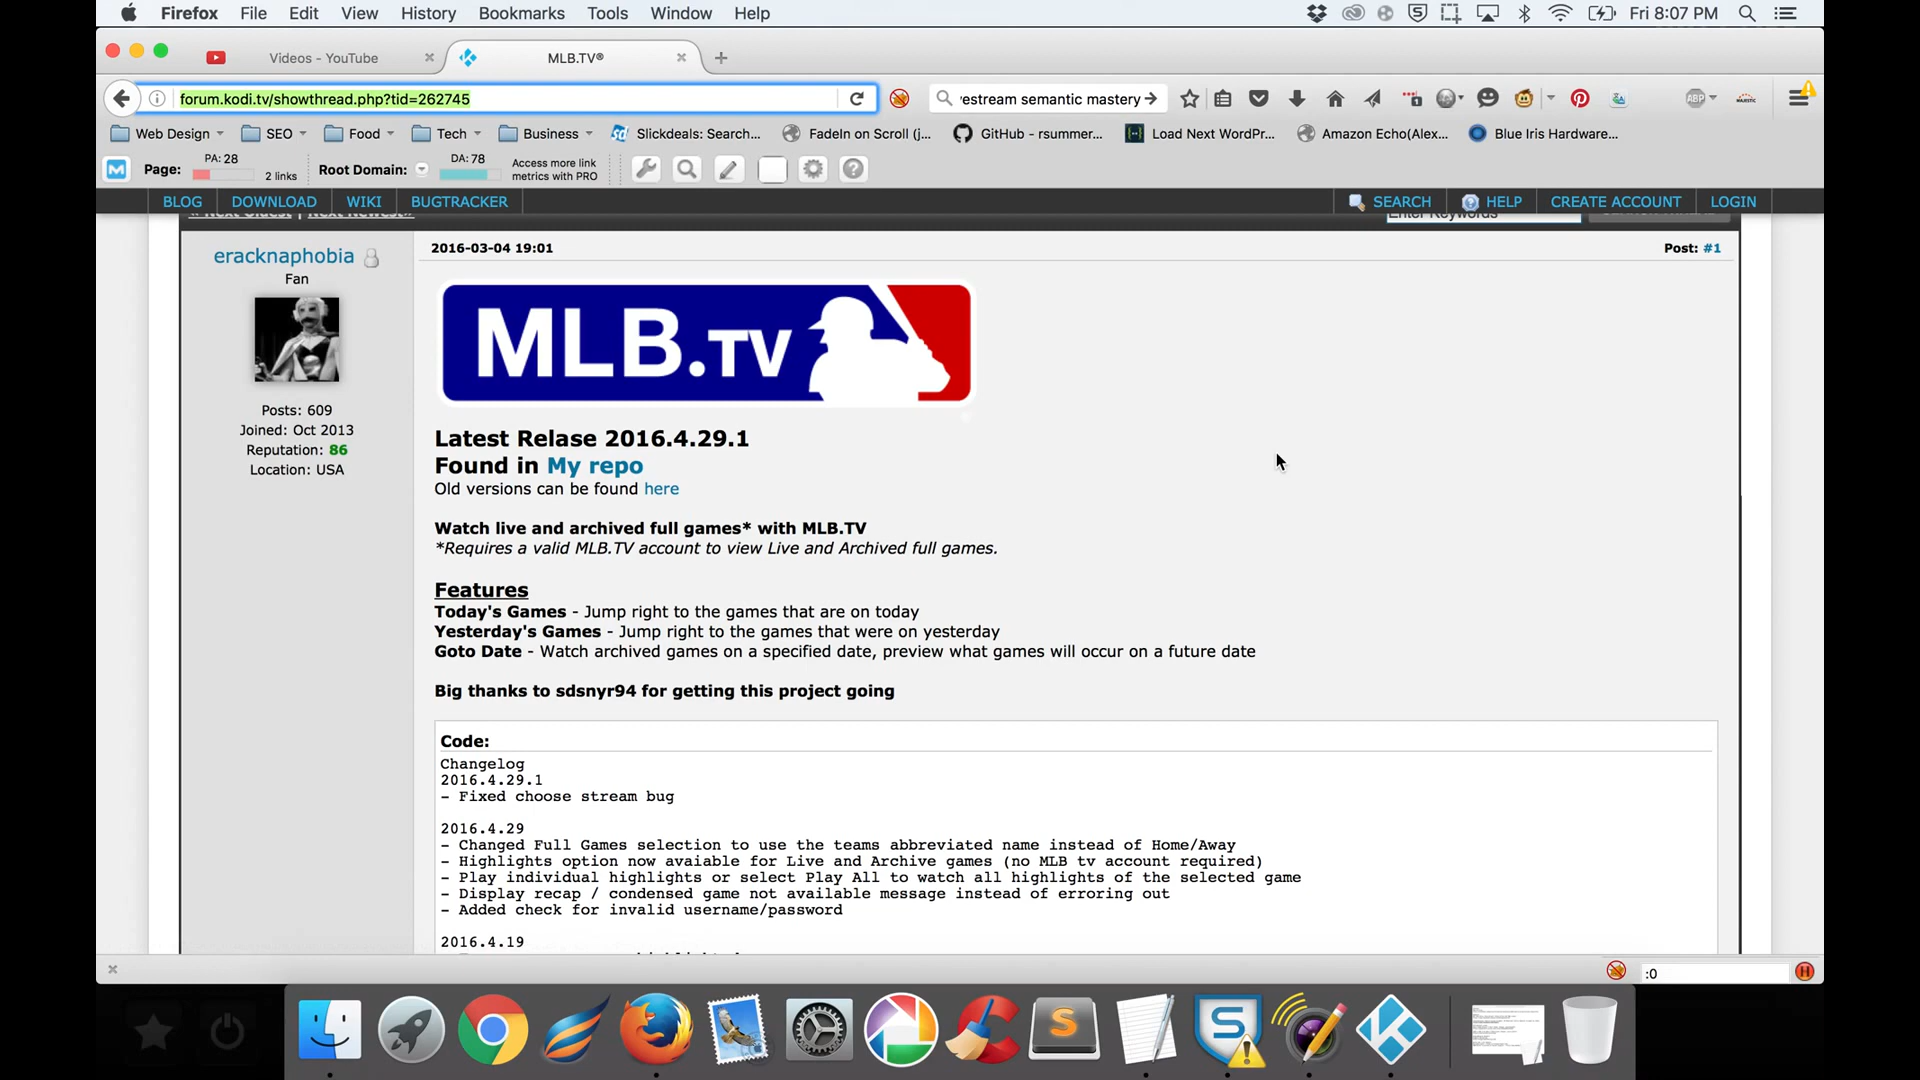 Firefox File Edit View History Bookmarks Tools Window Help Fri 8:07 PM
Videos - YouTube MLB.TV®
forum.kodi.tv/showthread.php?tid=262745 vestream semantic mastery ABP MAJESTIC
Web Design SEO Food Tech Business Slickdeals: Search... FadeIn on Scroll (j... GitHub - rsummer... Load Next WordPr... Amazon Echo(Alex... Blue Iris Hardware...
Page: PA: 28 2 links Root Domain: DA: 78 Access more link
metrics with PRO
BLOG DOWNLOAD WIKI BUGTRACKER SEARCH HELP CREATE ACCOUNT LOGIN
« Next Oldest | Next Newest» Enter Keywords
eracknaphobia
Fan
Posts: 609
Joined: Oct 2013
Reputation: 86
Location: USA
2016-03-04 19:01 Post: #1
MLB.TV
Latest Relase 2016.4.29.1
Found in My repo
Old versions can be found here
Watch live and archived full games* with MLB.TV
*Requires a valid MLB.TV account to view Live and Archived full games.
Features
Today's Games - Jump right to the games that are on today
Yesterday's Games - Jump right to the games that were on yesterday
Goto Date - Watch archived games on a specified date, preview what games will occur on a future date
Big thanks to sdsnyr94 for getting this project going
Code:
Changelog
2016.4.29.1
- Fixed choose stream bug
2016.4.29
- Changed Full Games selection to use the teams abbreviated name instead of Home/Away
- Highlights option now avaiable for Live and Archive games (no MLB tv account required)
- Play individual highlights or select Play All to watch all highlights of the selected game
- Display recap / condensed game not available message instead of erroring out
- Added check for invalid username/password
2016.4.19
:0